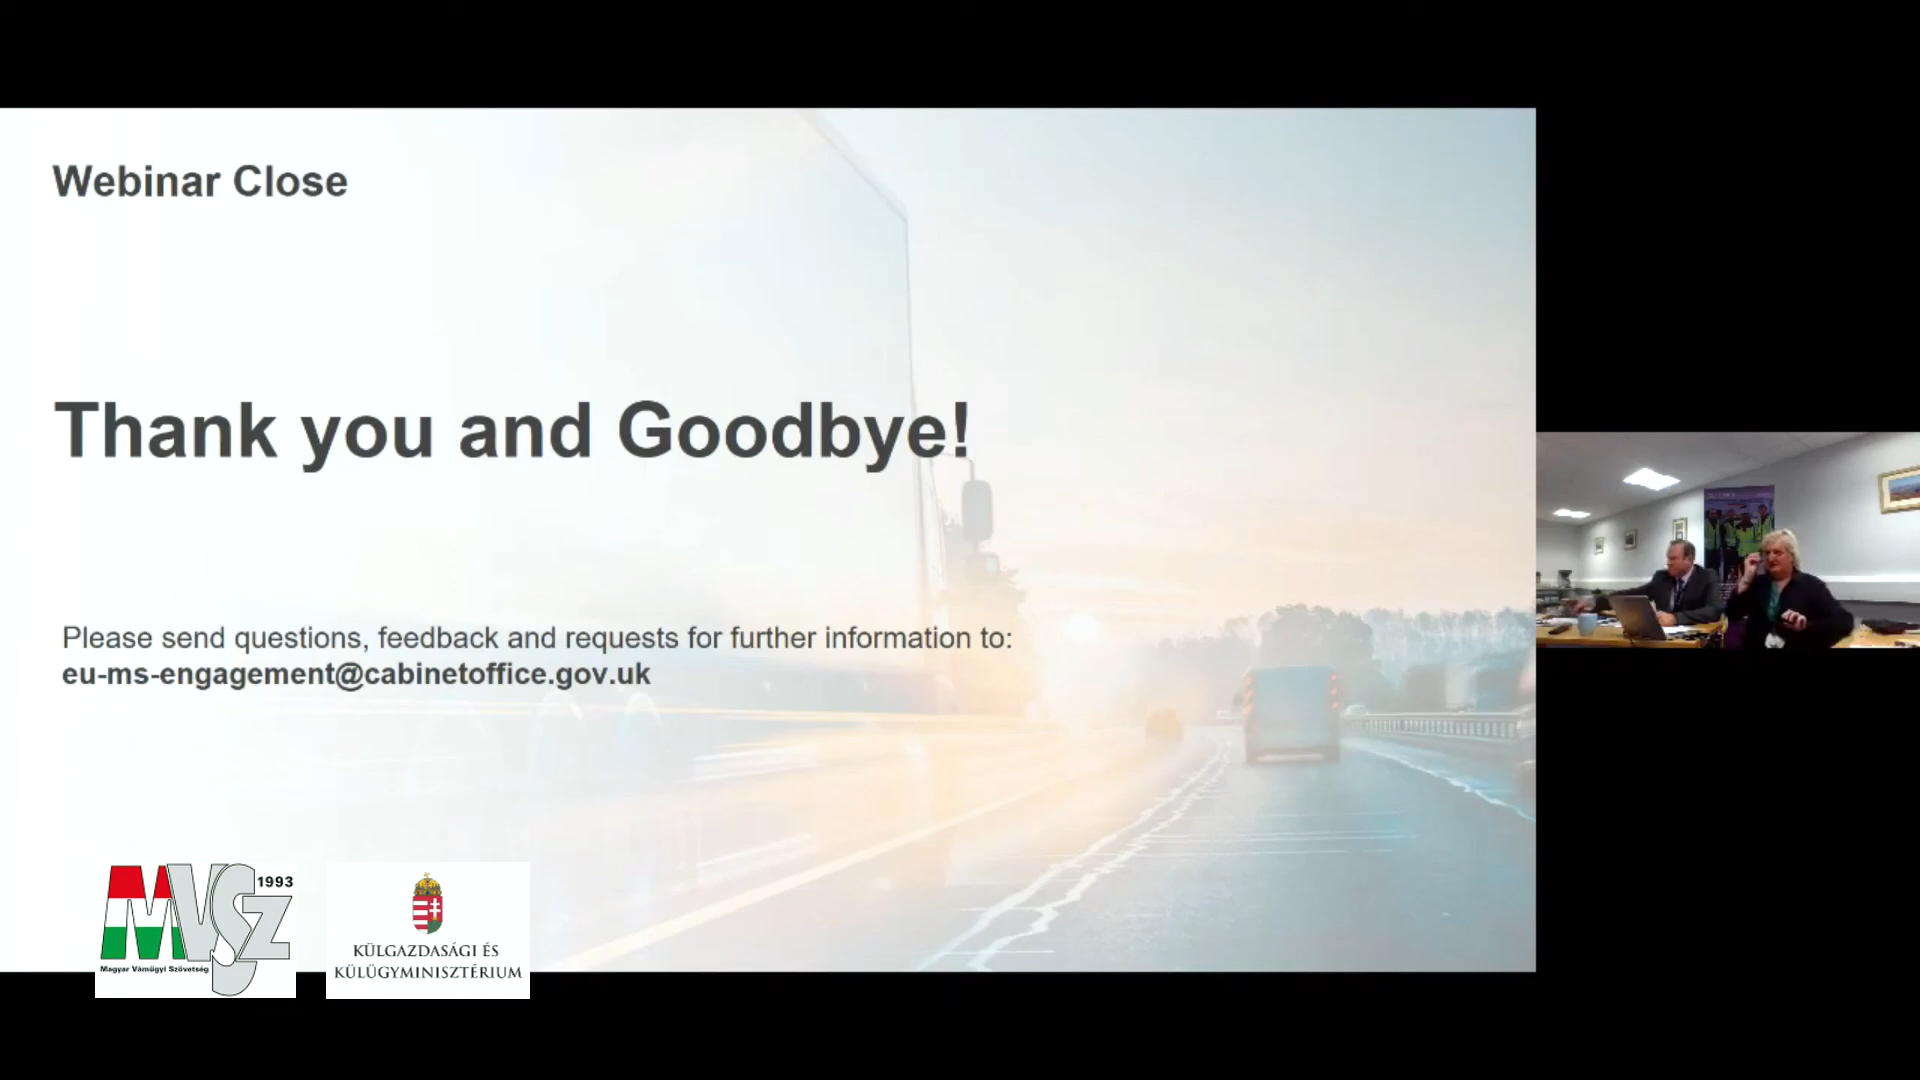 Webinar Close
Thank you and Goodbye!
Please send questions, feedback and requests for further information to:
eu-ms-engagement@cabinetoffice.gov.uk
MVSZ
1993
Magyar Vámügyi Szövetség
KÜLGAZDASÁGI ÉS
KÜLÜGYMINISZTÉRIUM